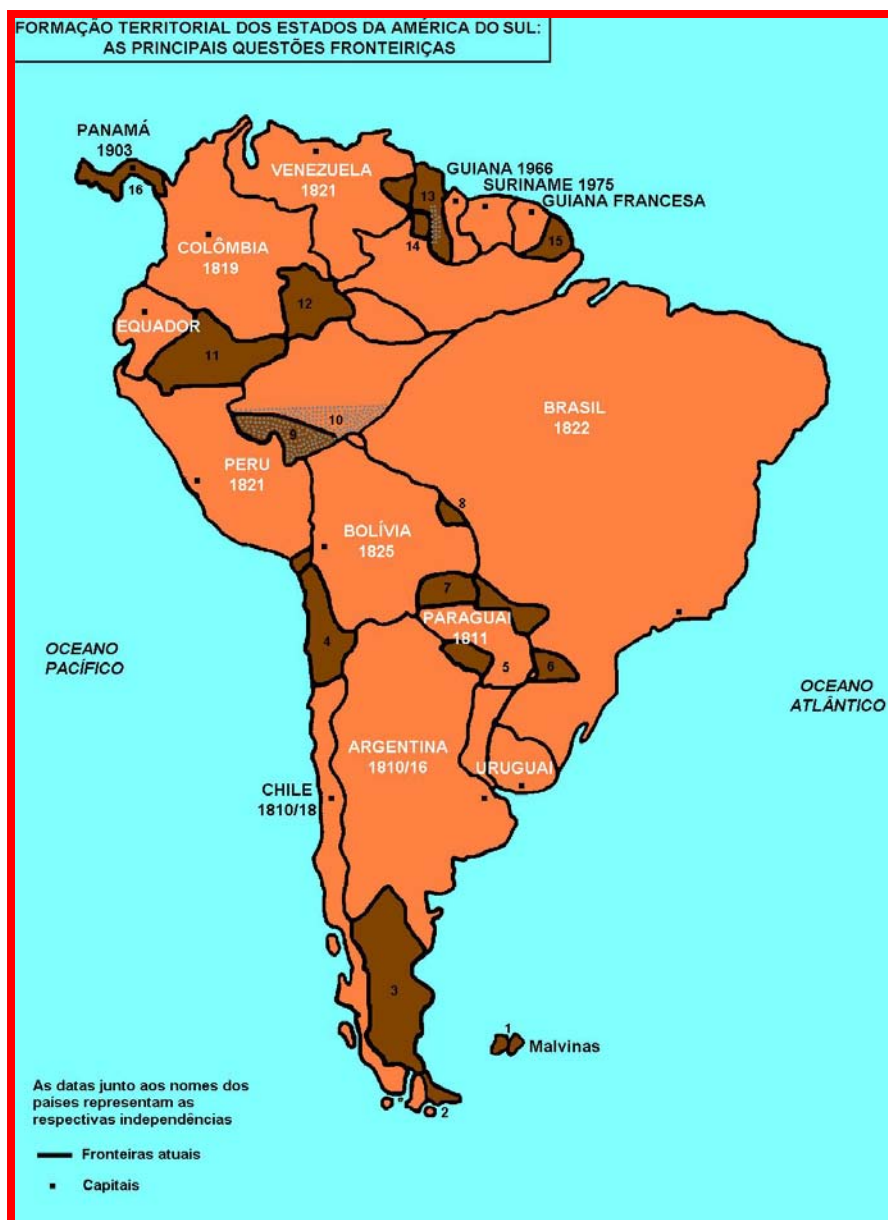 FORMAÇÃO TERRITORIAL DOS ESTADOS DA AMÉRICA DO SUL:
AS PRINCIPAIS QUESTÕES FRONTEIRIÇAS
PANAMÁ
1903
16
VENEZUELA
1821
GUIANA 1966
SURINAME 1975
GUIANA FRANCESA
13
14
15
COLÔMBIA
1819
12
EQUADOR
11
10
9
BRASIL
1822
PERU
1821
8
BOLÍVIA
1825
7
PARAGUAI
1811
4
5
6
OCEANO
PACÍFICO
OCEANO
ATLÂNTICO
ARGENTINA
1810/16
URUGUAI
CHILE
1810/18
3
1
Malvinas
2
As datas junto aos nomes dos
países representam as
respectivas independências
Fronteiras atuais
Capitais